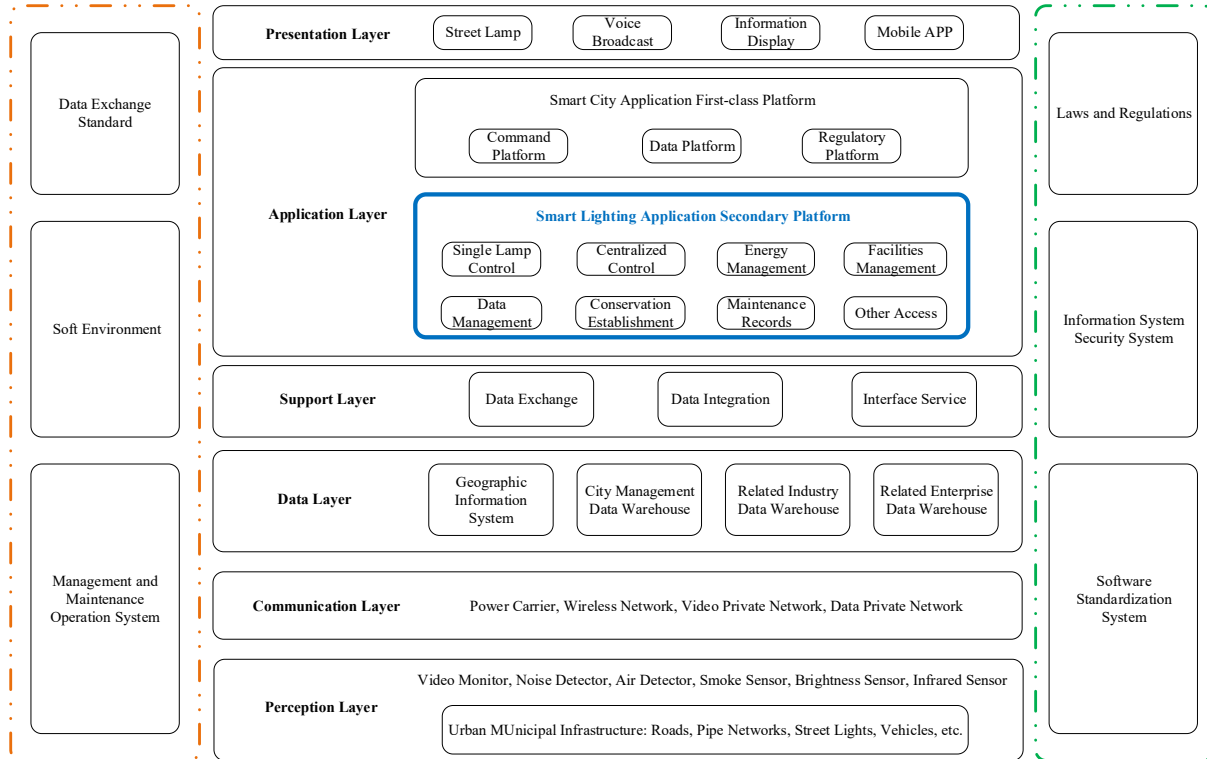 Data Exchange
Standard
Soft Environment
Management and
Maintenance
Operation System
Presentation Layer
Street Lamp
Voice
Broadcast
Information
Display
Mobile APP
Application Layer
Smart City Application First-class Platform
Command
Platform
Data Platform
Regulatory
Platform
Smart Lighting Application Secondary Platform
Single Lamp
Control
Centralized
Control
Energy
Management
Facilities
Management
Data
Management
Conservation
Establishment
Maintenance
Records
Other Access
Support Layer
Data Exchange
Data Integration
Interface Service
Data Layer
Geographic
Information
System
City Management
Data Warehouse
Related Industry
Data Warehouse
Related Enterprise
Data Warehouse
Communication Layer
Power Carrier, Wireless Network, Video Private Network, Data Private Network
Perception Layer
Video Monitor, Noise Detector, Air Detector, Smoke Sensor, Brightness Sensor, Infrared Sensor
Urban MUnicipal Infrastructure: Roads, Pipe Networks, Street Lights, Vehicles, etc.
Laws and Regulations
Information System
Security System
Software
Standardization
System